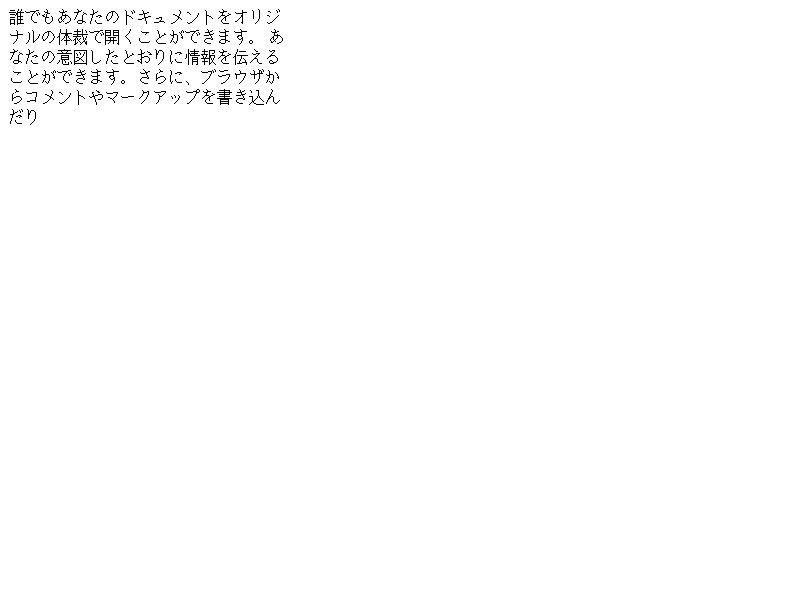 誰でもあなたのドキュメントをオリジ
ナルの体裁で開くことができます。 あ
なたの意図したとおりに情報を伝える
ことができます。さらに、ブラウザか
らコメントやマークアップを書き込ん
だり